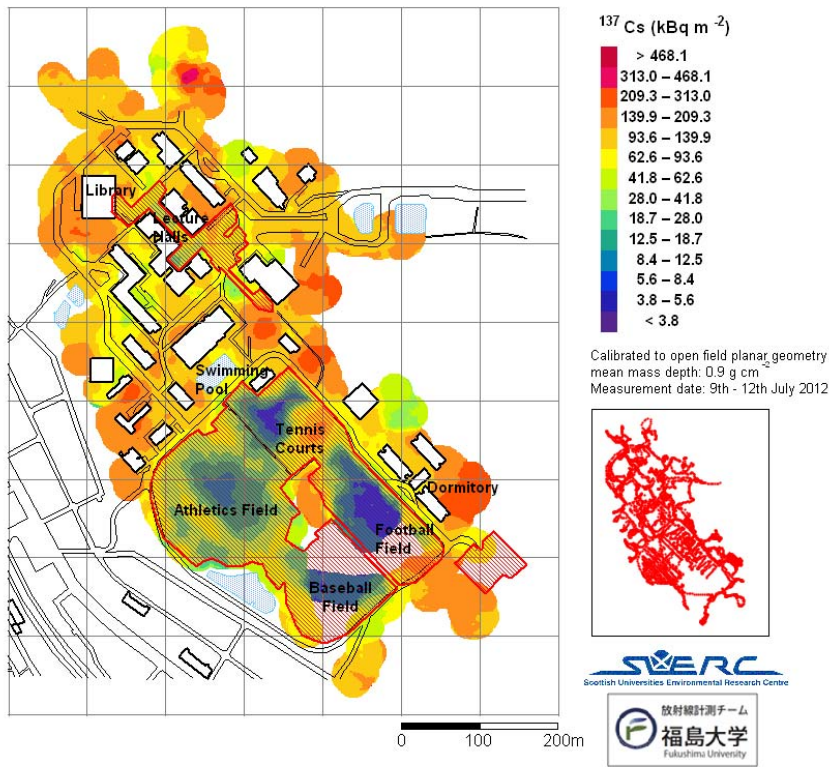 137 Cs (kBq m -2)
> 468.1
313.0 – 468.1
209.3 – 313.0
139.9 – 209.3
93.6 – 139.9
62.6 – 93.6
41.8 – 62.6
28.0 – 41.8
18.7 – 28.0
12.5 – 18.7
8.4 – 12.5
5.6 – 8.4
3.8 – 5.6
< 3.8
Library
Lecture
Halls
Swimming
Pool
Tennis
Courts
Athletics Field
Dormitory
Football
Field
Baseball
Field
Calibrated to open field planar geometry
mean mass depth: 0.9 g cm-2
Measurement date: 9th - 12th July 2012
SUERC
Scottish Universities Environmental Research Centre
放射線計測チーム
福島大学
Fukushima University
0 100 200m